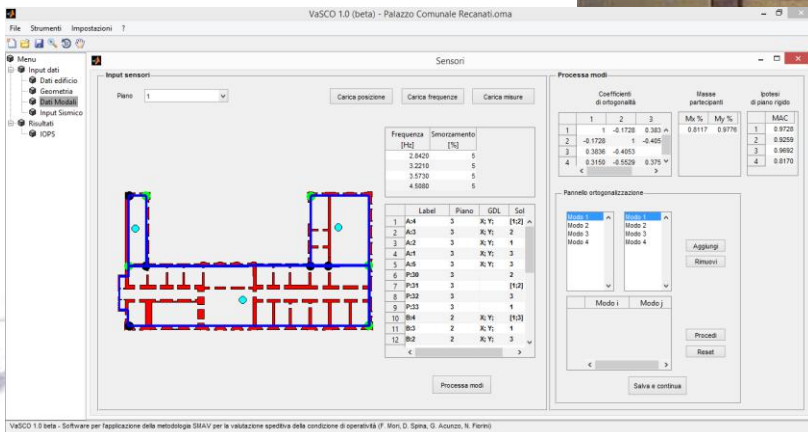 VaSCO 1.0 (beta) - Palazzo Comunale Recanati.oma
File Strumenti Impostazioni ?
Menu
Input dati
Dati edificio
Geometria
Dati Modali
Input Sismico
Risultati
IOPS
Sensori
Input sensori
Piano 1
Carica posizione Carica frequenze Carica misure
Frequenza Smorzamento
[Hz] [%]
2.8420 5
3.2210 5
3.5730 5
4.5080 5
Label Piano GDL Sol
1 A:4 3 X; Y; [1;2]
2 A:3 3 X; Y; 2
3 A:2 3 X; Y; 1
4 A:1 3 X; Y; 3
5 A:6 3 X; Y; 3
6 P:30 3 2
7 P:31 3 [1;2]
8 P:32 3 3
9 P:33 3 1
10 B:4 2 X; Y; [1;3]
11 B:3 2 X; Y; 1
12 B:2 2 X; Y; 3
Processa modi
Processa modi
Coefficienti
di ortogonalità
1 2 3
1 1 -0.1728 0.383
2 -0.1728 1 -0.405
3 0.3836 -0.4053
4 0.3150 -0.5529 0.375
Masse
partecipanti
Mx % My %
0.8117 0.9776
Ipotesi
di piano rigido
MAC
1 0.9728
2 0.9259
3 0.9692
4 0.8170
Pannello ortogonalizzazione
Modo 1 Modo 1
Modo 2 Modo 2
Modo 3 Modo 3
Modo 4 Modo 4
Aggiungi
Rimuovi
Modo i Modo j
Procedi
Reset
Salva e continua
VaSCO 1.0 beta - Software per l'applicazione della metodologia SMAV per la valutazione speditiva della condizione di operatività (F. Mori, D. Spina, G. Acunzo, N. Fiorini)